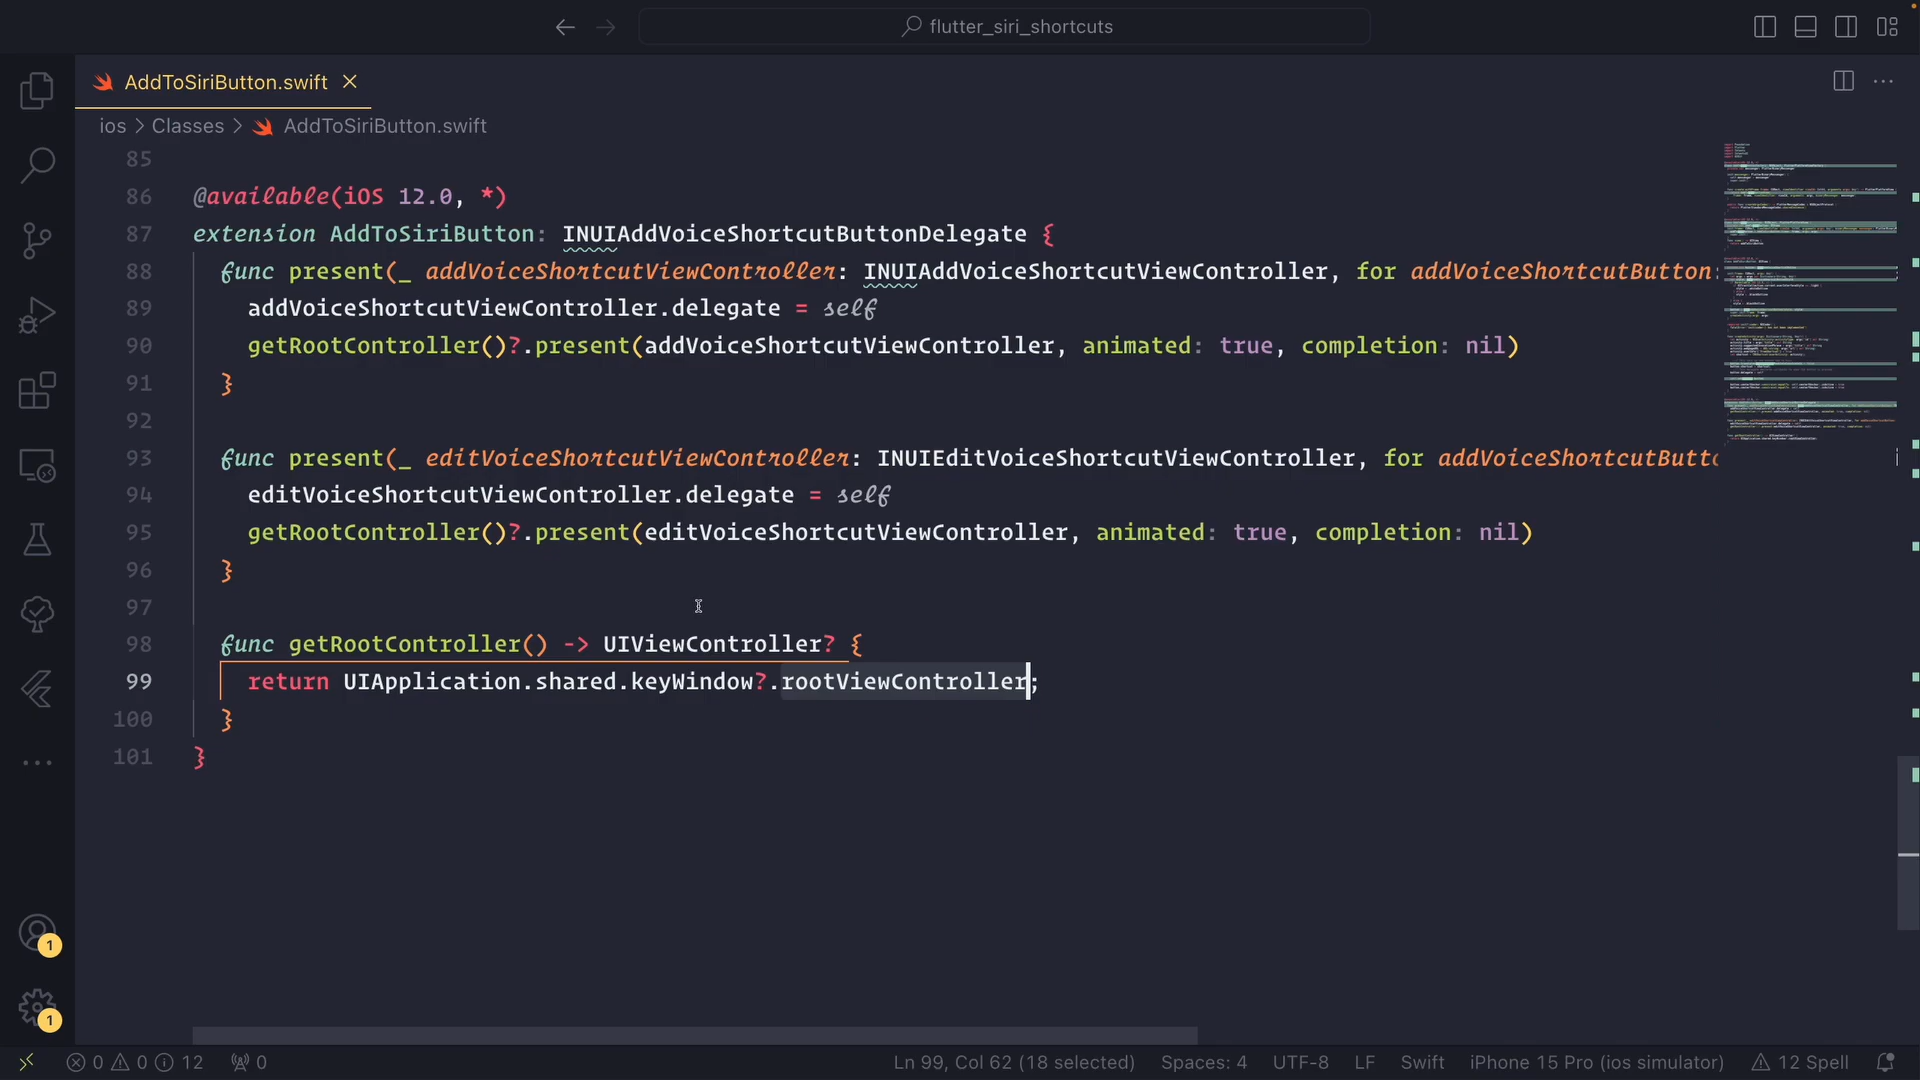 flutter_siri_shortcuts
AddToSiriButton.swift
ios > Classes > AddToSiriButton.swift
85
86 @available(iOS 12.0, *)
87 extension AddToSiriButton: INUIAddVoiceShortcutButtonDelegate {
88 func present(_ addVoiceShortcutViewController: INUIAddVoiceShortcutViewController, for addVoiceShortcutButton:
89 addVoiceShortcutViewController.delegate = self
90 getRootController()?.present(addVoiceShortcutViewController, animated: true, completion: nil)
91 }
92
93 func present(_ editVoiceShortcutViewController: INUIEditVoiceShortcutViewController, for addVoiceShortcutButto
94 editVoiceShortcutViewController.delegate = self
95 getRootController()?.present(editVoiceShortcutViewController, animated: true, completion: nil)
96 }
97
98 func getRootController() -> UIViewController? {
99 return UIApplication.shared.keyWindow?.rootViewController;
100 }
101 }
1
1
0 0 12 0 Ln 99, Col 62 (18 selected) Spaces: 4 UTF-8 LF Swift iPhone 15 Pro (ios simulator) 12 Spell